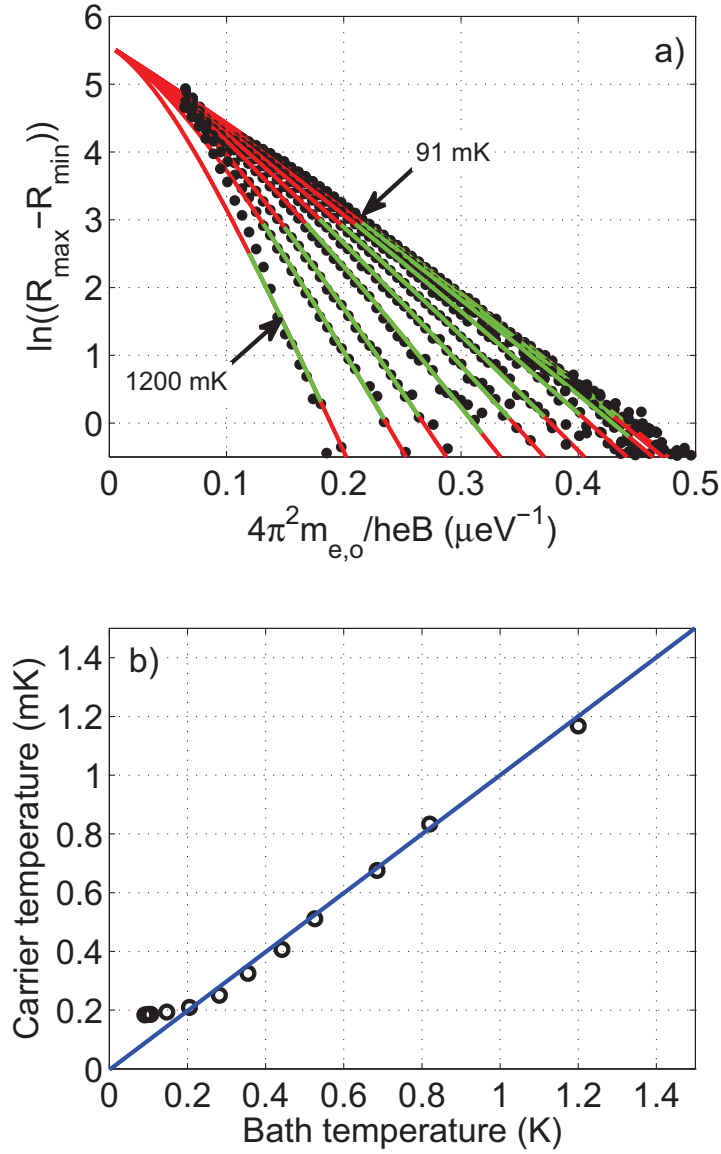 a)
6
5
4
3
2
1
0
ln((R_max −R_min))
91 mK
1200 mK
0 0.1 0.2 0.3 0.4 0.5
4π²m_e,o/heB (μeV⁻¹)
b)
1.4
1.2
1
0.8
0.6
0.4
0.2
0
Carrier temperature (mK)
0 0.2 0.4 0.6 0.8 1.0 1.2 1.4
Bath temperature (K)